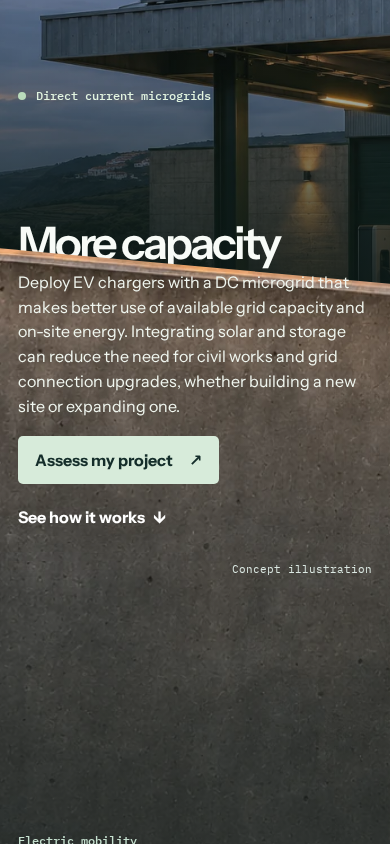 Direct current microgrids
More capacity
Deploy EV chargers with a DC microgrid that
makes better use of available grid capacity and
on-site energy. Integrating solar and storage
can reduce the need for civil works and grid
connection upgrades, whether building a new
site or expanding one.
Assess my project ↗
See how it works ↓
Concept illustration
Electric mobility